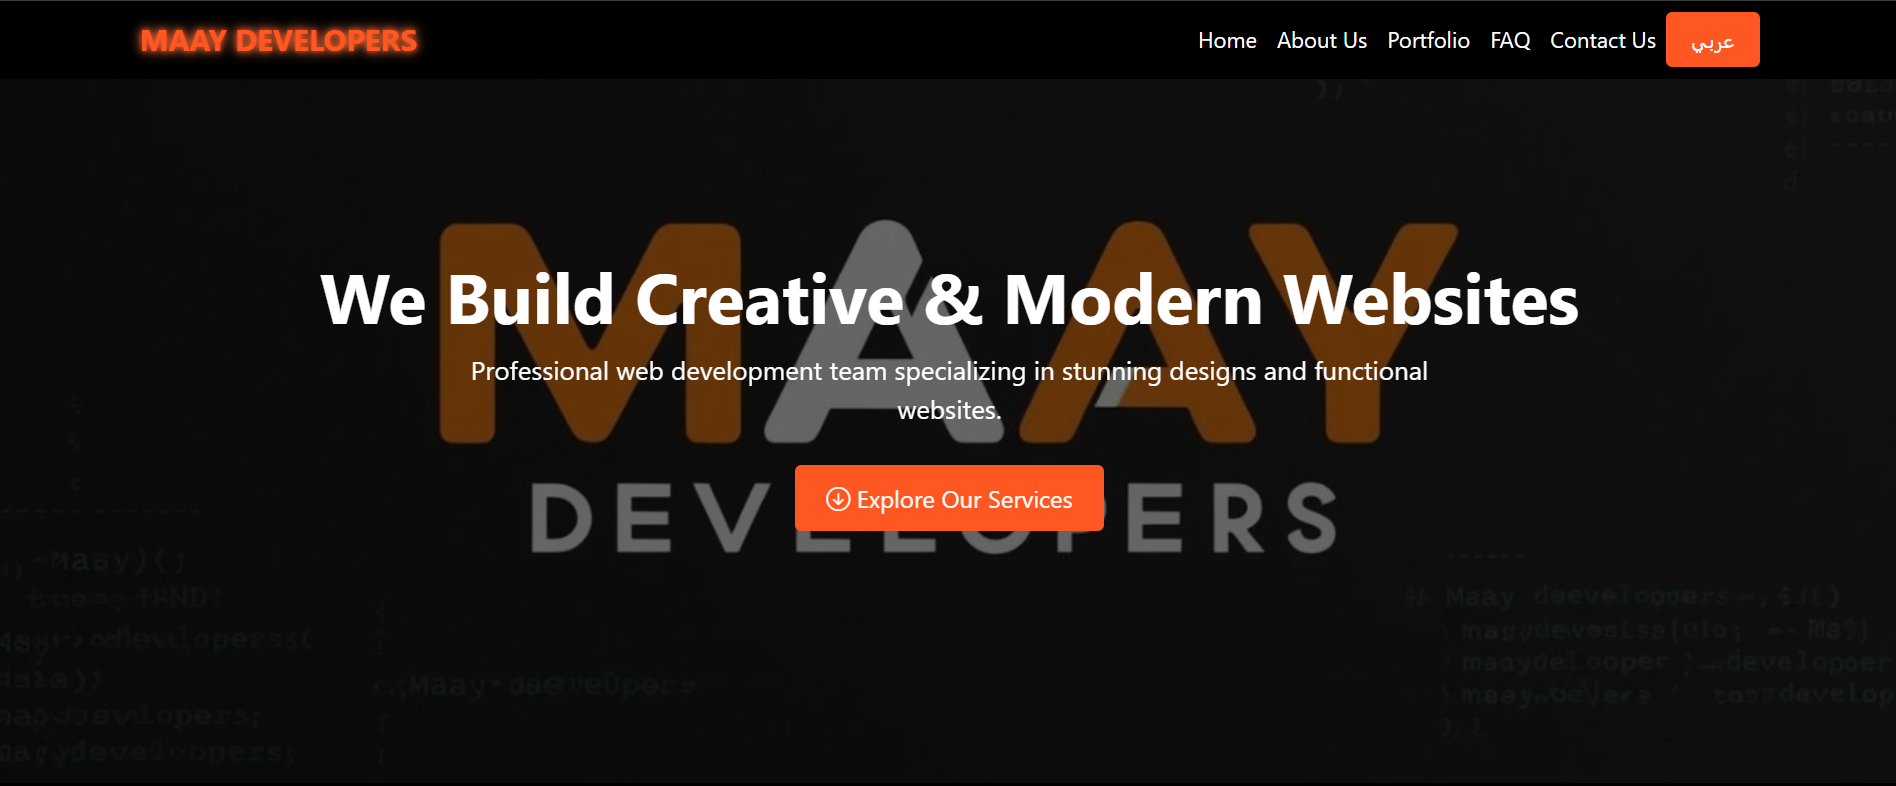 MAAY DEVELOPERS
Home About Us Portfolio FAQ Contact Us عربي
MAAY
We Build Creative & Modern Websites
Professional web development team specializing in stunning designs and functional
websites.
DEVELOPERS
Explore Our Services
# Maay